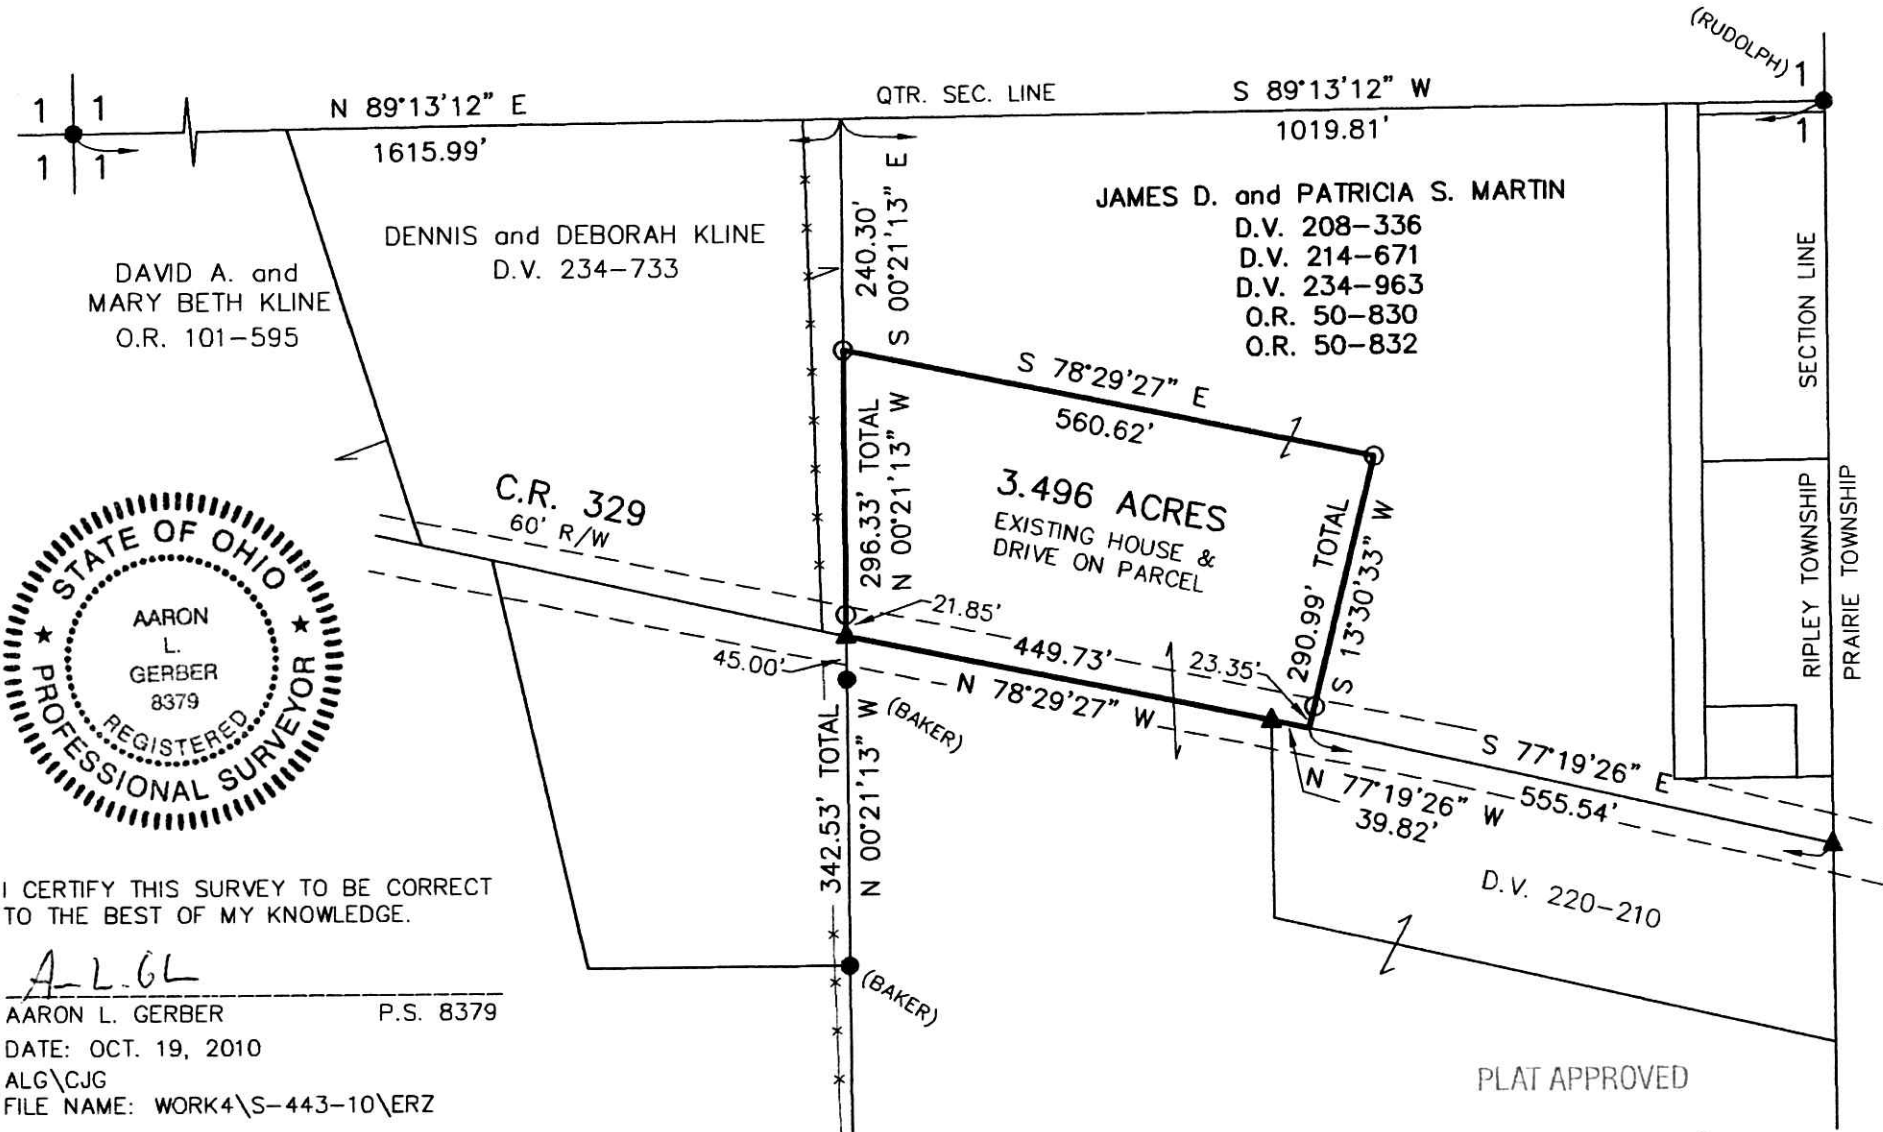 (RUDOLPH)
1 1
1 1
N 89°13'12" E
1615.99'
QTR. SEC. LINE
S 89°13'12" W
1019.81'
1
1
DAVID A. and
MARY BETH KLINE
O.R. 101-595
DENNIS and DEBORAH KLINE
D.V. 234-733
240.30'
S 00°21'13" E
JAMES D. and PATRICIA S. MARTIN
D.V. 208-336
D.V. 214-671
D.V. 234-963
O.R. 50-830
O.R. 50-832
SECTION LINE
RIPLEY TOWNSHIP
PRAIRIE TOWNSHIP
S 78°29'27" E
560.62'
296.33' TOTAL
N 00°21'13" W
3.496 ACRES
EXISTING HOUSE &
DRIVE ON PARCEL
290.99' TOTAL
S 13°30'33" W
C.R. 329
60' R/W
21.85'
449.73'
23.35'
45.00'
N 78°29'27" W
(BAKER)
342.53' TOTAL
N 00°21'13" W
S 77°19'26" E
555.54'
N 77°19'26" W
39.82'
D.V. 220-210
(BAKER)
STATE OF OHIO
AARON
L.
GERBER
8379
REGISTERED
PROFESSIONAL SURVEYOR
I CERTIFY THIS SURVEY TO BE CORRECT
TO THE BEST OF MY KNOWLEDGE.
A-L.GL
AARON L. GERBER P.S. 8379
DATE: OCT. 19, 2010
ALG\CJG
FILE NAME: WORK4\S-443-10\ERZ
PLAT APPROVED